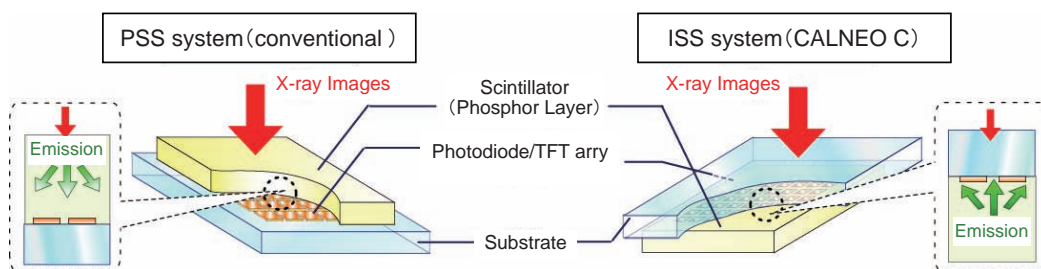 PSS system（conventional ）
ISS system（CALNEO C）
X-ray Images
Scintillator
（Phosphor Layer）
X-ray Images
Emission
Photodiode/TFT arry
Substrate
Emission